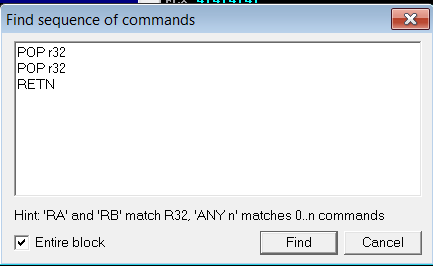 Find sequence of commands
POP r32
POP r32
RETN
Hint: 'RA' and 'RB' match R32, 'ANY n' matches 0..n commands
Entire block
Find
Cancel